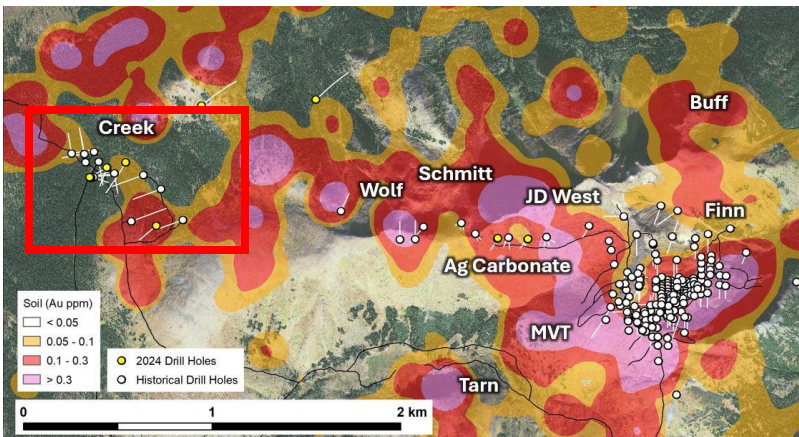 Buff
Creek
Schmitt
Wolf
JD West
Finn
Ag Carbonate
MVT
Tarn
Soil (Au ppm)
< 0.05
0.05 - 0.1
0.1 - 0.3
> 0.3
2024 Drill Holes
Historical Drill Holes
0 1 2 km